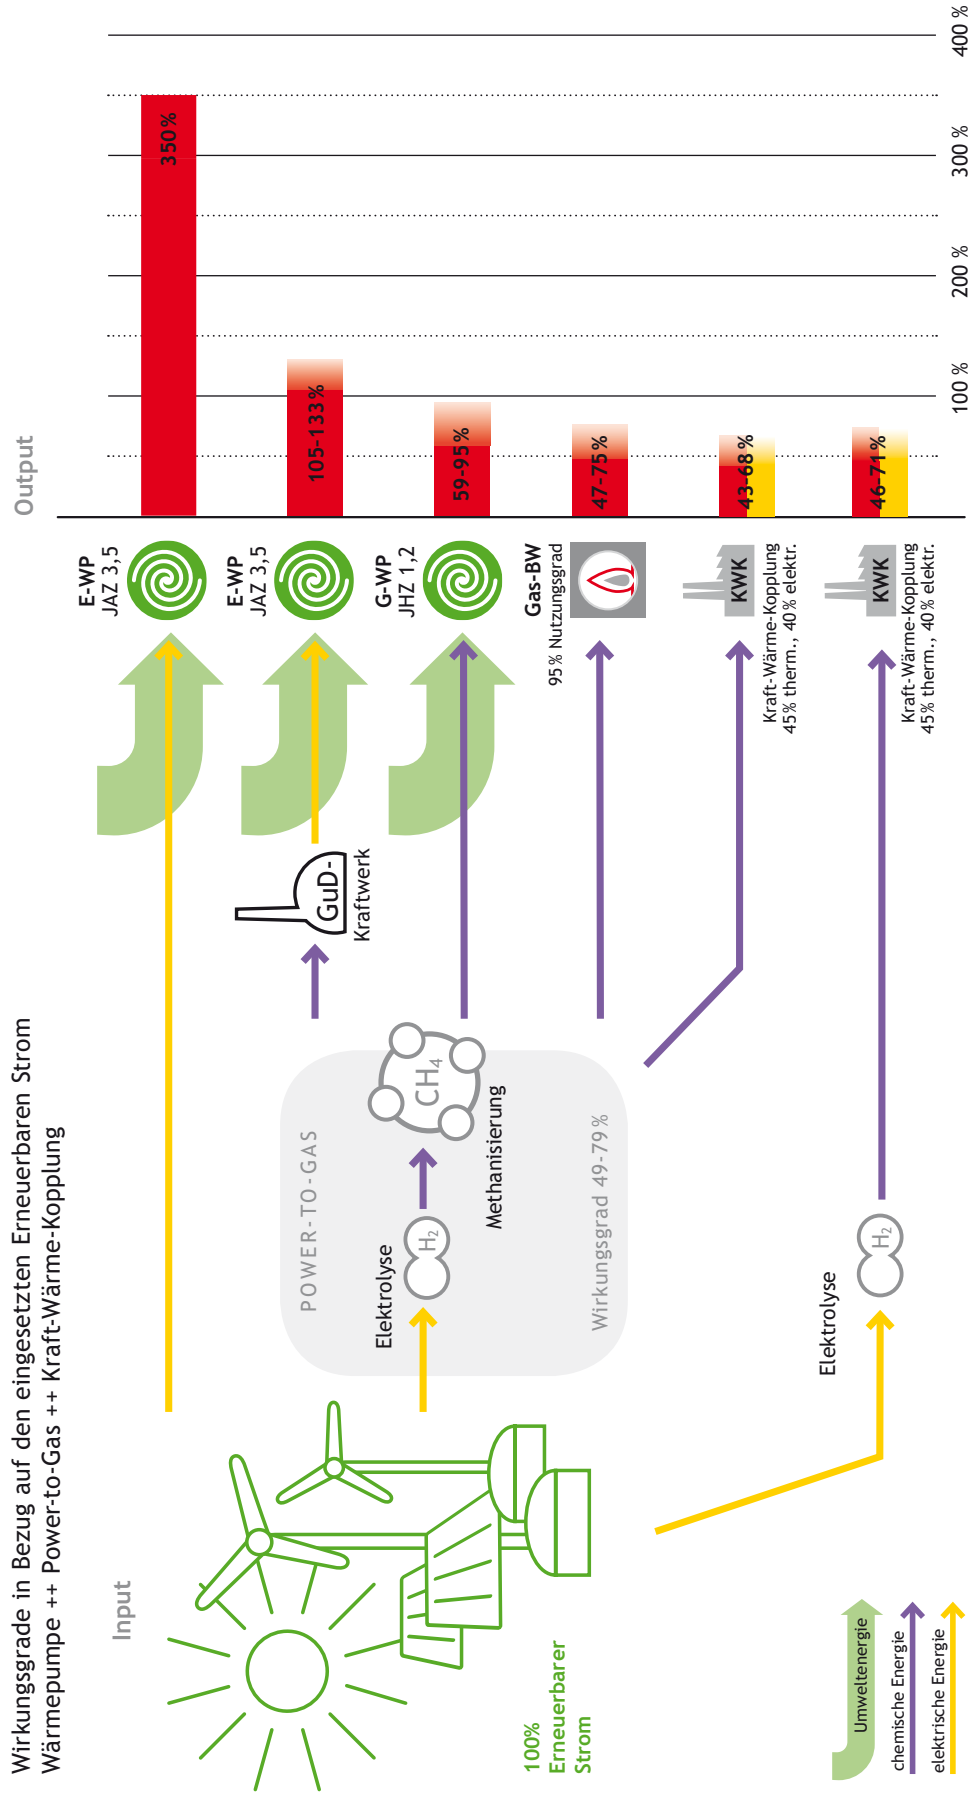 Wirkungsgrade in Bezug auf den eingesetzten Erneuerbaren Strom
Wärmepumpe ++ Power-to-Gas ++ Kraft-Wärme-Kopplung
Input
Output
100%
Erneuerbarer
Strom
POWER-TO-GAS
Elektrolyse
H₂
CH₄
Methanisierung
Wirkungsgrad 49-79%
Elektrolyse
H₂
GuD-
Kraftwerk
E-WP
JAZ 3,5
350%
E-WP
JAZ 3,5
105-133%
G-WP
JHZ 1,2
59-95%
Gas-BW
95% Nutzungsgrad
47-75%
KWK
Kraft-Wärme-Kopplung
45% therm., 40% elektr.
43-68%
KWK
Kraft-Wärme-Kopplung
45% therm., 40% elektr.
46-71%
100 %
200 %
300 %
400 %
Umweltenergie
chemische Energie
elektrische Energie